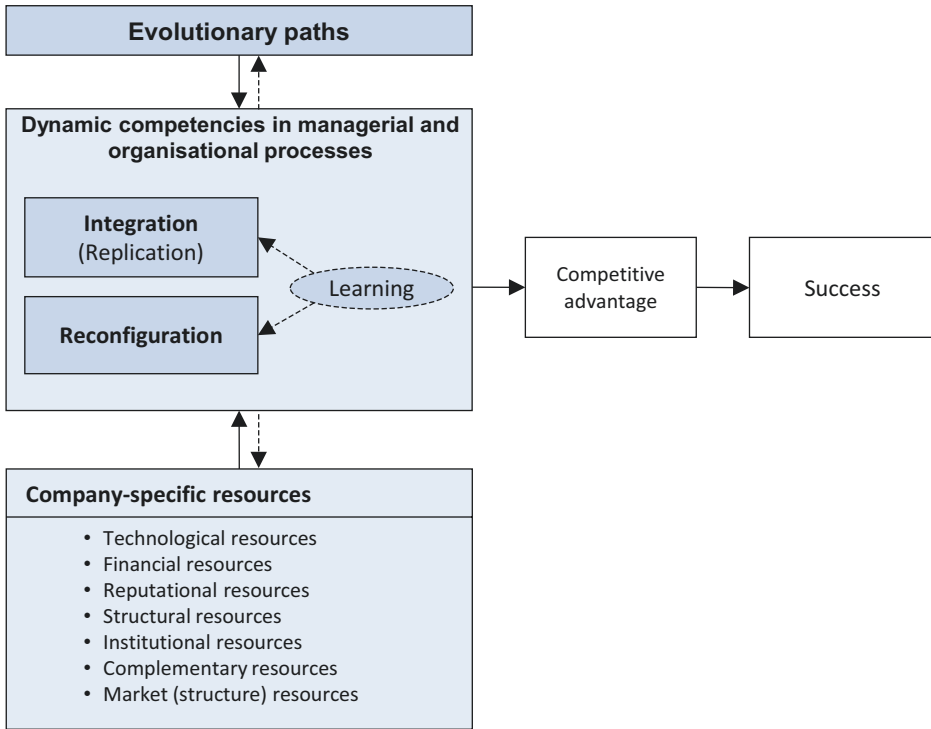 Evolutionary paths
Dynamic competencies in managerial and
organisational processes
Integration
(Replication)
Learning
Reconfiguration
Competitive
advantage
Success
Company-specific resources
• Technological resources
• Financial resources
• Reputational resources
• Structural resources
• Institutional resources
• Complementary resources
• Market (structure) resources